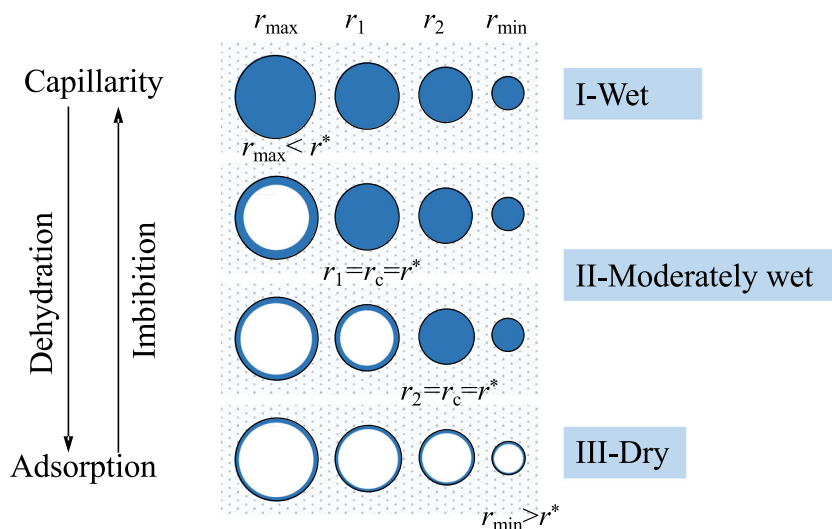 r_max r_1 r_2 r_min
Capillarity
I-Wet
r_max < r*
Dehydration
Imbibition
r_1=r_c=r*
II-Moderately wet
r_2=r_c=r*
Adsorption
III-Dry
r_min>r*